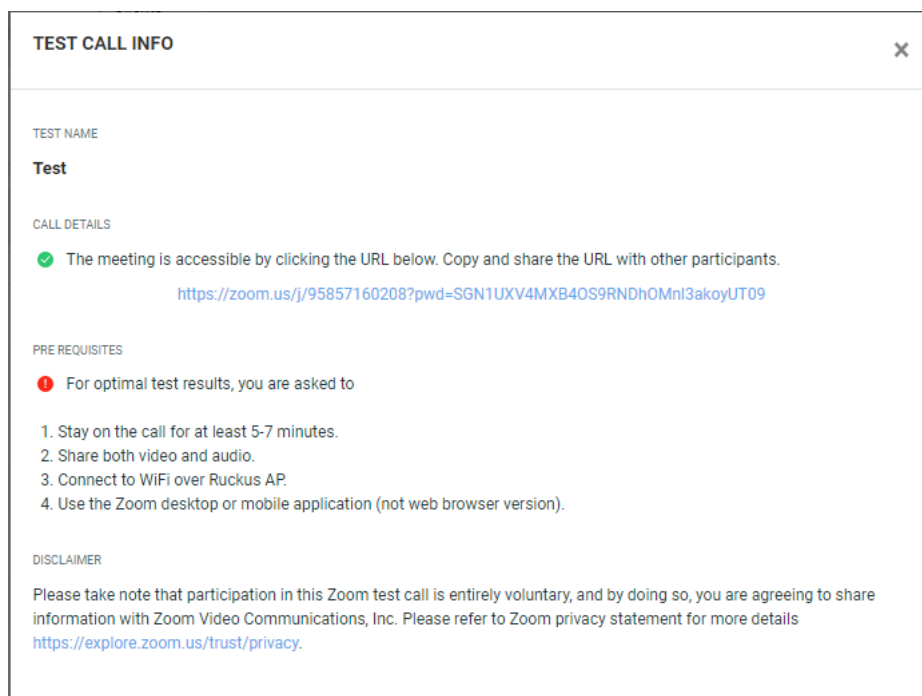 TEST CALL INFO
TEST NAME
Test
CALL DETAILS
The meeting is accessible by clicking the URL below. Copy and share the URL with other participants.
https://zoom.us/j/95857160208?pwd=SGN1UXV4MXB4OS9RNDhOMnl3akoyUT09
PRE REQUISITES
For optimal test results, you are asked to
1. Stay on the call for at least 5-7 minutes.
2. Share both video and audio.
3. Connect to WiFi over Ruckus AP.
4. Use the Zoom desktop or mobile application (not web browser version).
DISCLAIMER
Please take note that participation in this Zoom test call is entirely voluntary, and by doing so, you are agreeing to share
information with Zoom Video Communications, Inc. Please refer to Zoom privacy statement for more details
https://explore.zoom.us/trust/privacy.